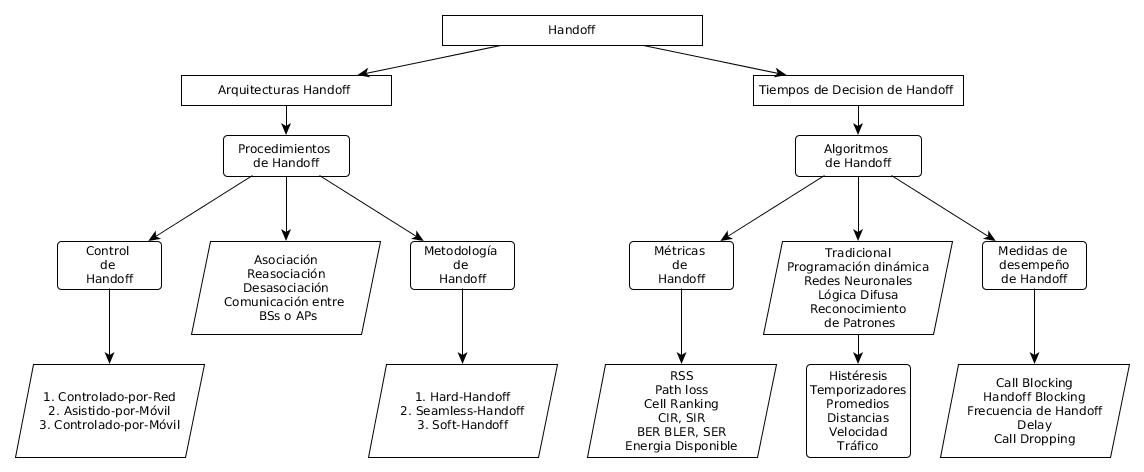 Handoff
Arquitecturas Handoff
Tiempos de Decision de Handoff
Procedimientos
de Handoff
Algoritmos
de Handoff
Control
de
Handoff
Asociación
Reasociación
Desasociación
Comunicación entre
BSs o APs
Metodología
de
Handoff
Métricas
de
Handoff
Tradicional
Programación dinámica
Redes Neuronales
Lógica Difusa
Reconocimiento
de Patrones
Medidas de
desempeño
de Handoff
1. Controlado-por-Red
2. Asistido-por-Móvil
3. Controlado-por-Móvil
1. Hard-Handoff
2. Seamless-Handoff
3. Soft-Handoff
RSS
Path loss
Cell Ranking
CIR, SIR
BER BLER, SER
Energia Disponible
Histéresis
Temporizadores
Promedios
Distancias
Velocidad
Tráfico
Call Blocking
Handoff Blocking
Frecuencia de Handoff
Delay
Call Dropping